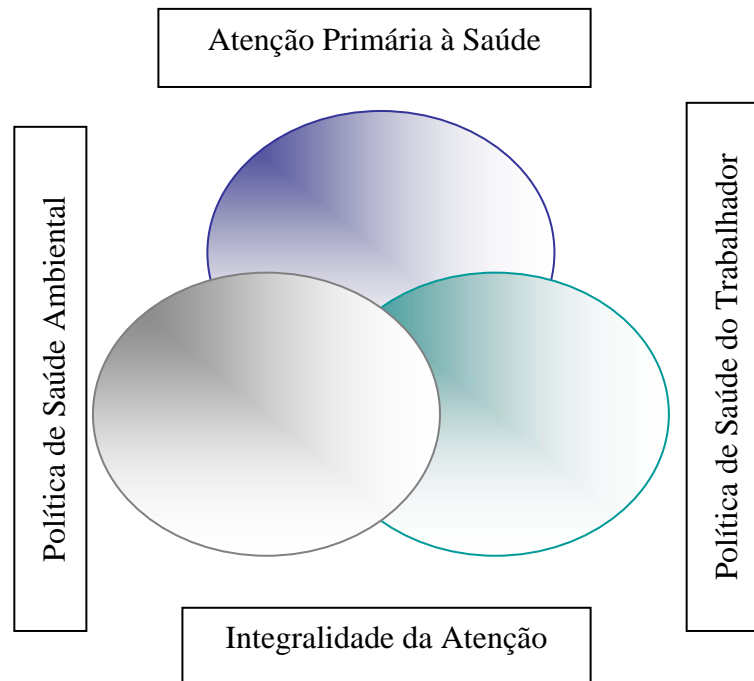 Atenção Primária à Saúde
Política de Saúde Ambiental
Política de Saúde do Trabalhador
Integralidade da Atenção